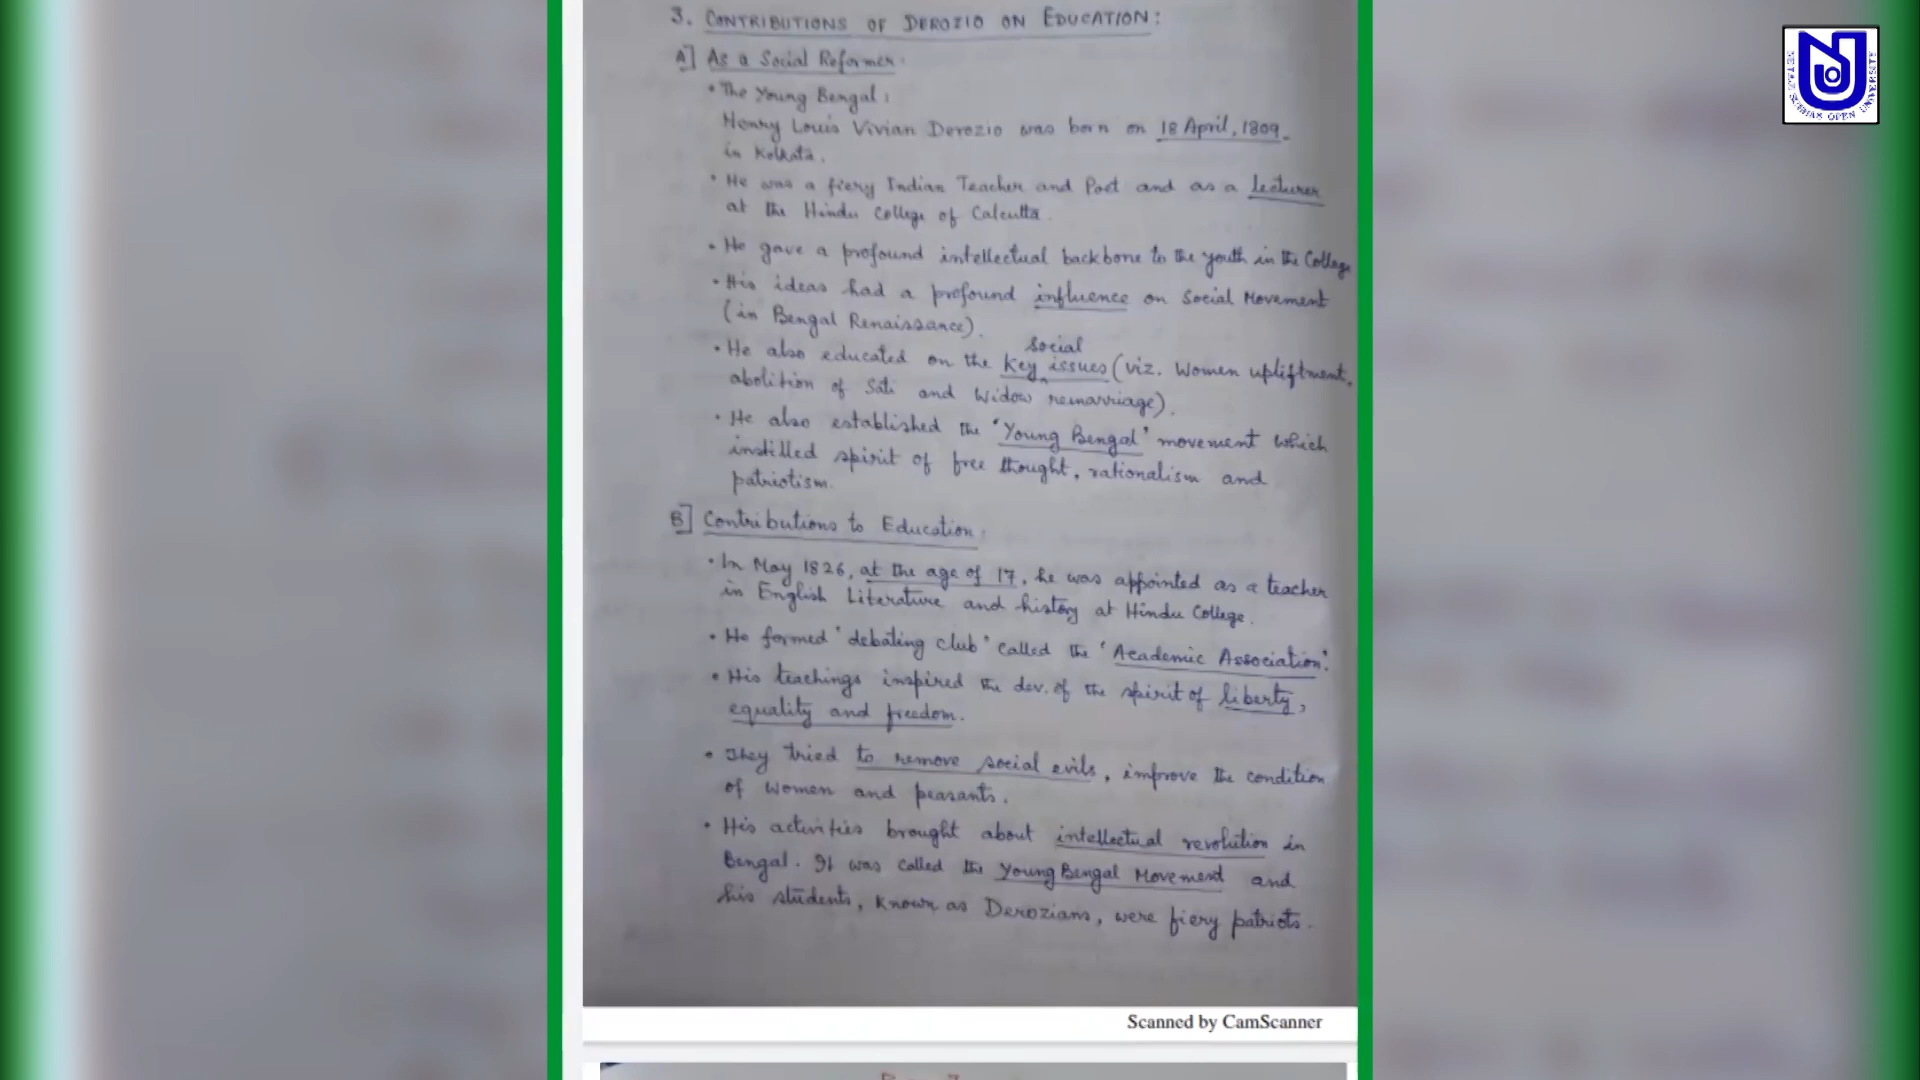 3. CONTRIBUTIONS OF DEROZIO ON EDUCATION:
A] As a Social Reformer:
• The Young Bengal:
Henry Louis Vivian Derozio was born on 18 April, 1809.
in Kolkata.
• He was a fiery Indian Teacher and Poet and as a lecturer
at the Hindu College of Calcutta.
• He gave a profound intellectual backbone to the youth in the College
• His ideas had a profound influence on Social Movement
(in Bengal Renaissance).
social
• He also educated on the key issues (viz. Women upliftment,
abolition of Sati and Widow remarriage).
• He also established the 'Young Bengal' movement which
instilled spirit of free thought, rationalism and
patriotism.
B] Contributions to Education:
• In May 1826, at the age of 17, he was appointed as a teacher
in English Literature and history at Hindu College.
• He formed 'debating club' called the 'Academic Association'.
• His teachings inspired the dev. of the spirit of liberty,
equality and freedom.
• They tried to remove social evils, improve the condition
of women and peasants.
• His activities brought about intellectual revolution in
Bengal. It was called the Young Bengal Movement and
his students, known as Derozians, were fiery patriots.
Scanned by CamScanner
NETAJI SUBHAS OPEN UNIVERSITY